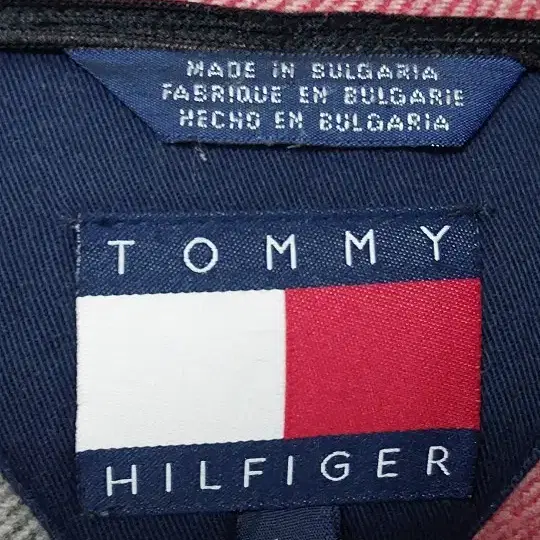 MADE IN BULGARIA
FABRIQUE EN BULGARIE
HECHO EN BULGARIA
TOMMY
HILFIGER